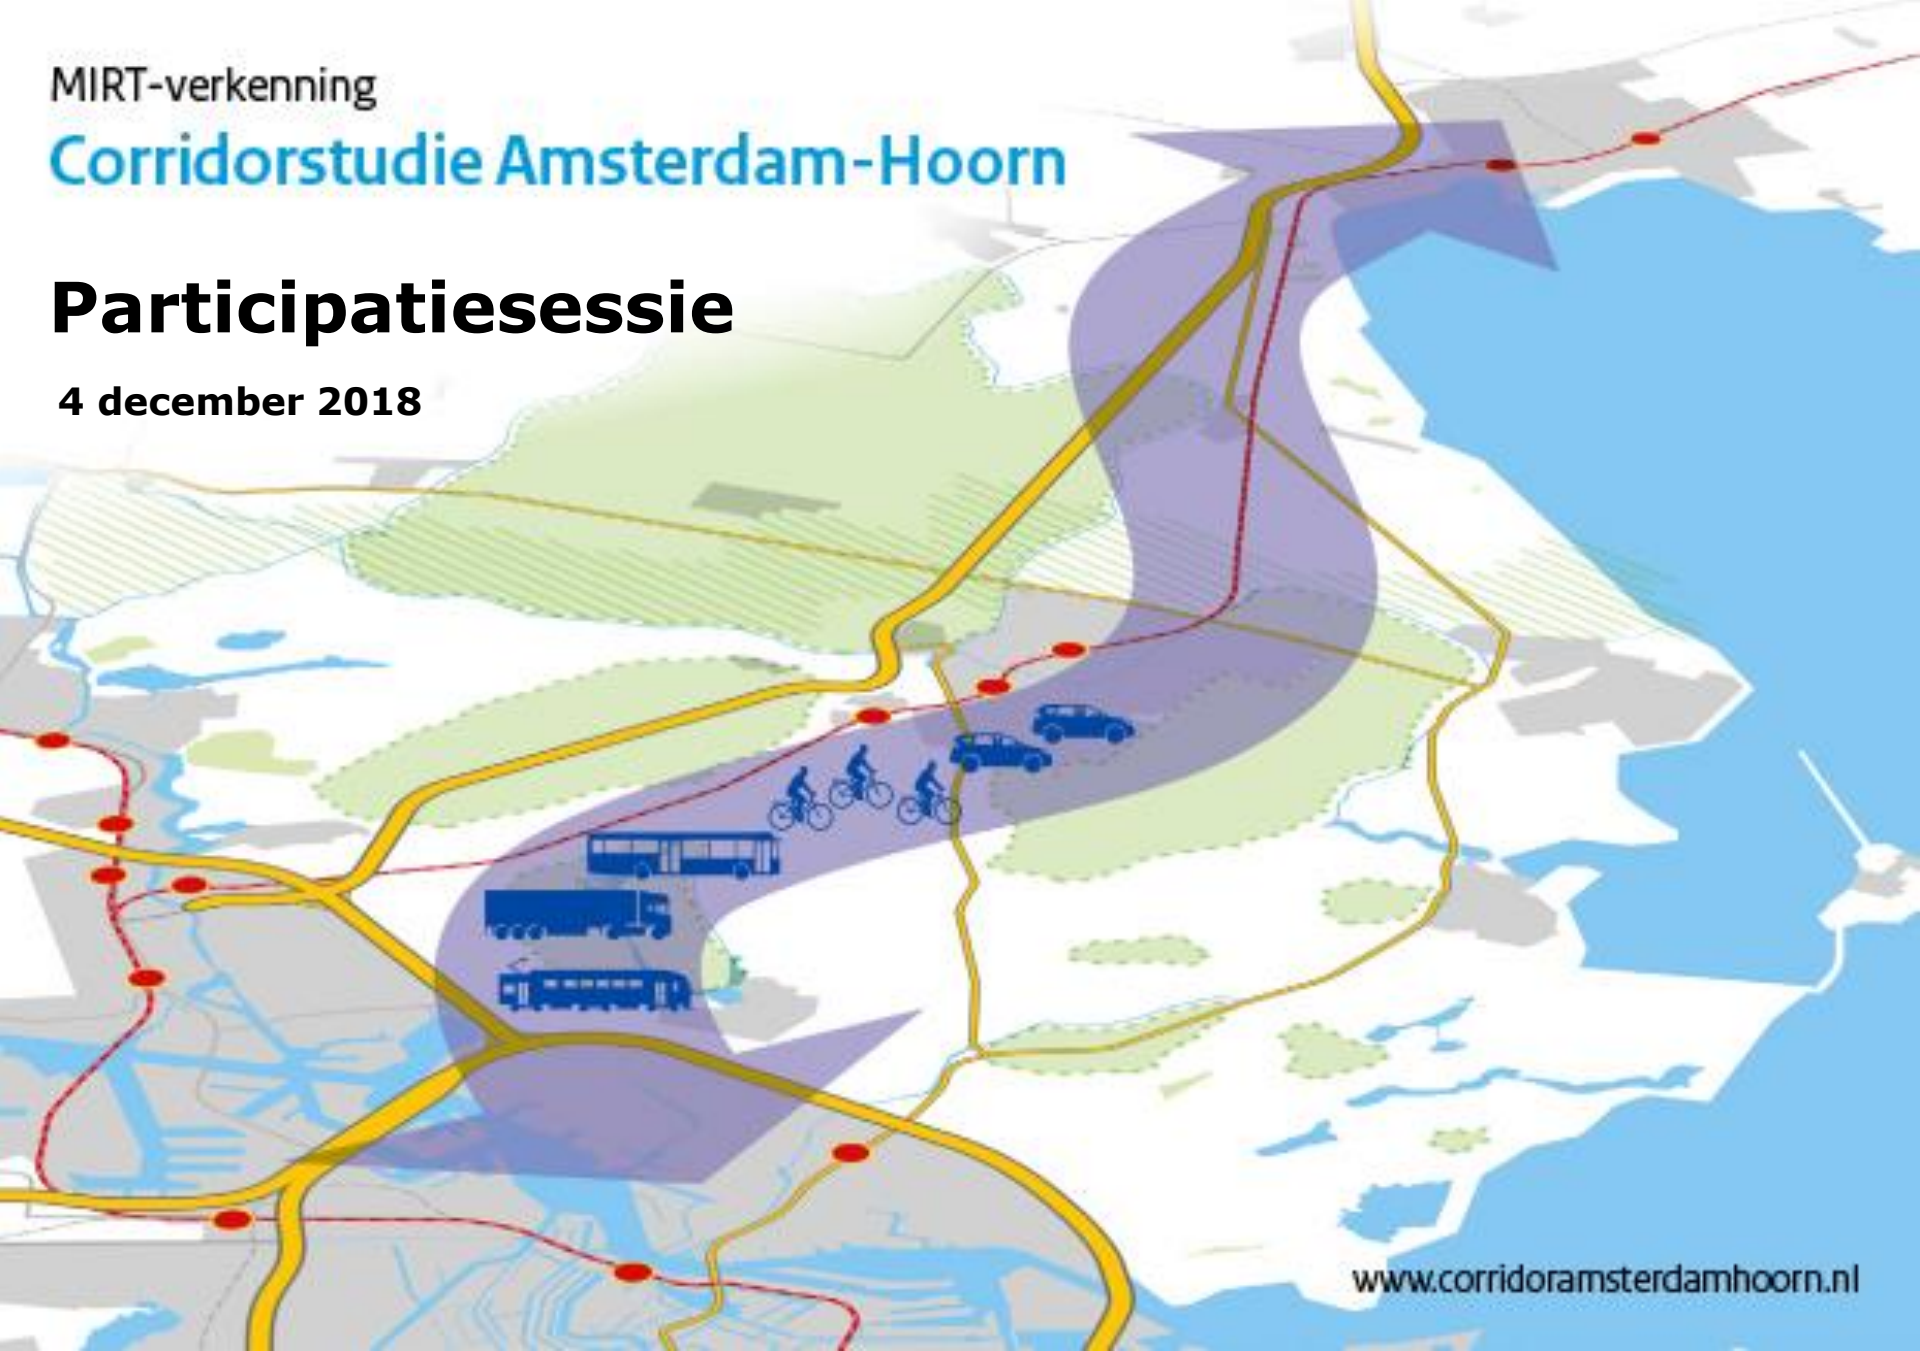 MIRT-verkenning
Corridorstudie Amsterdam-Hoorn
Participatiesessie
4 december 2018
www.corridoramsterdamhoorn.nl